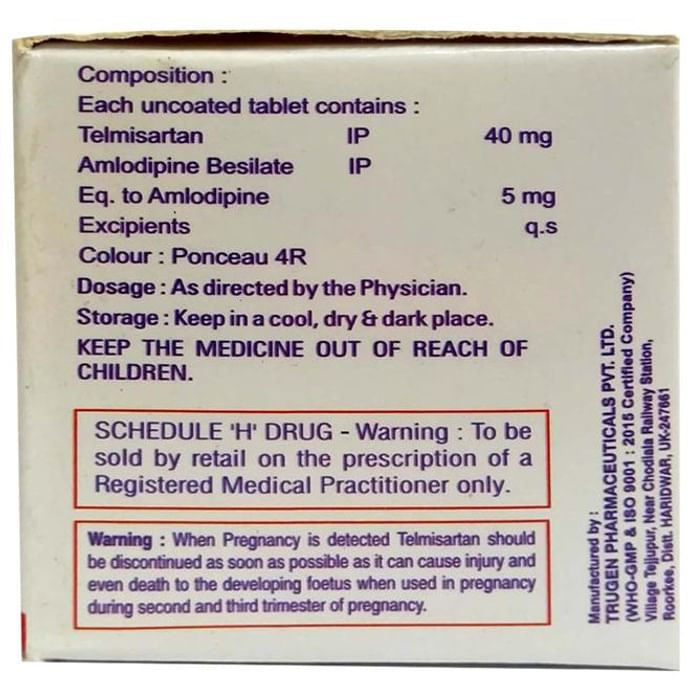 Composition :
Each uncoated tablet contains :
Telmisartan IP 40 mg
Amlodipine Besilate IP
Eq. to Amlodipine 5 mg
Excipients q.s
Colour : Ponceau 4R
Dosage : As directed by the Physician.
Storage : Keep in a cool, dry & dark place.
KEEP THE MEDICINE OUT OF REACH OF
CHILDREN.
SCHEDULE 'H' DRUG - Warning : To be
sold by retail on the prescription of a
Registered Medical Practitioner only.
Warning : When Pregnancy is detected Telmisartan should
be discontinued as soon as possible as it can cause injury and
even death to the developing foetus when used in pregnancy
during second and third trimester of pregnancy.
Manufactured by :
TRUGEN PHARMACEUTICALS PVT. LTD.
(WHO-GMP & ISO 9001 : 2015 Certified Company)
Village Tejjupur, Near Chodiala Railway Station,
Roorkee, Distt. HARIDWAR, UK-247661